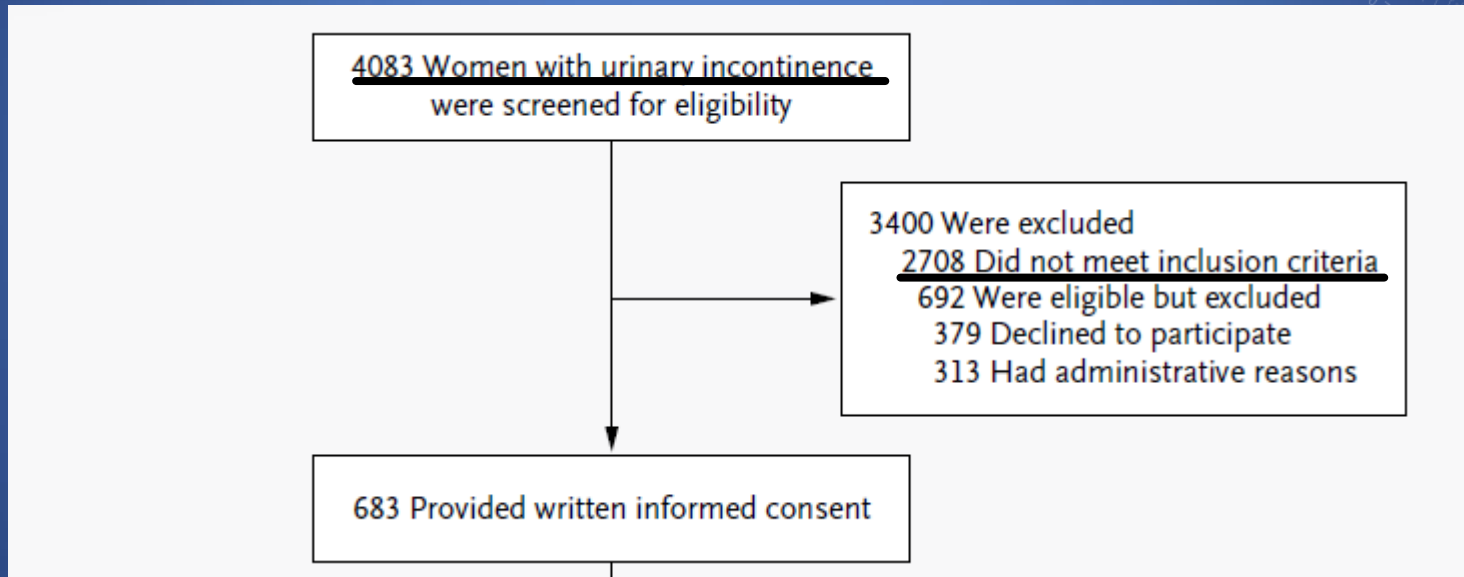 4083 Women with urinary incontinence
were screened for eligibility
3400 Were excluded
2708 Did not meet inclusion criteria
692 Were eligible but excluded
379 Declined to participate
313 Had administrative reasons
683 Provided written informed consent